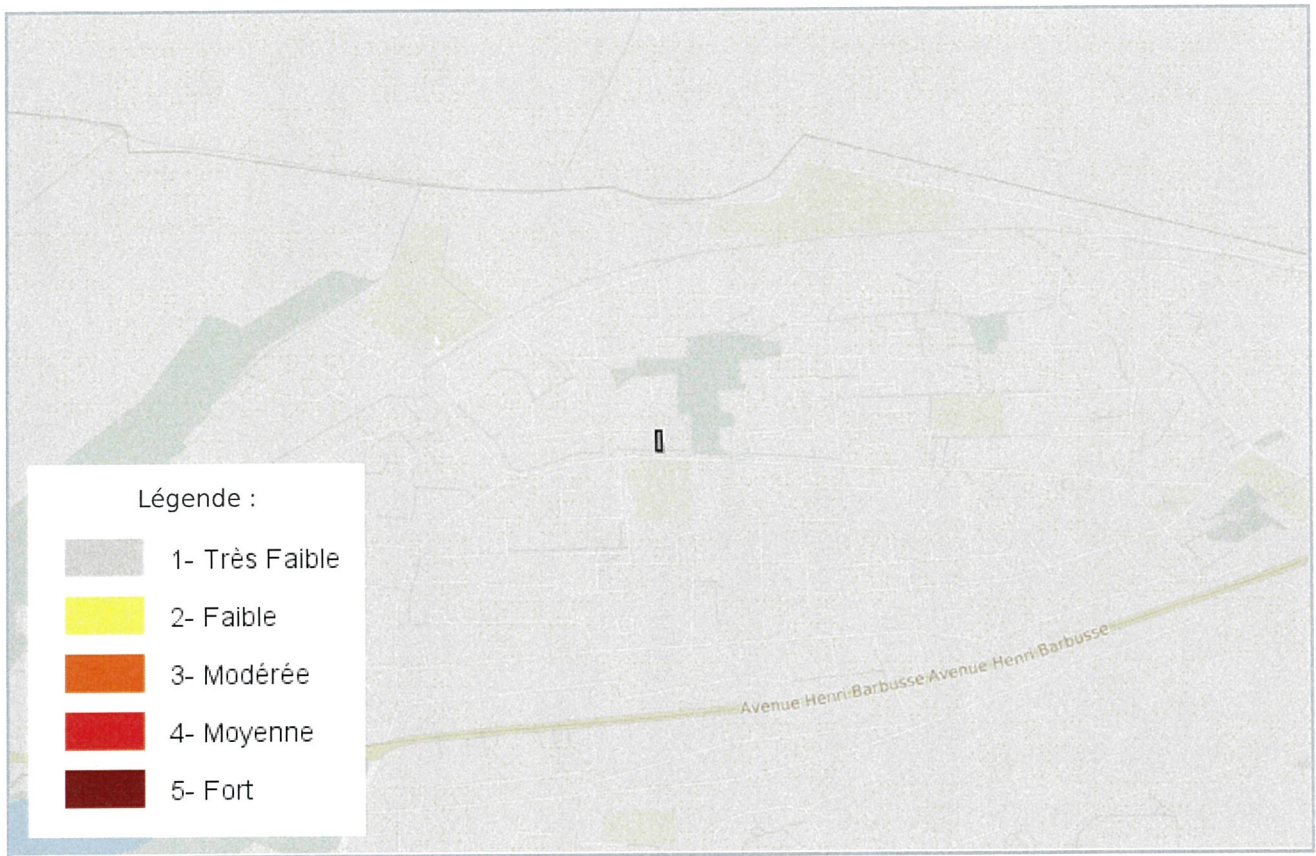 Avenue Henri Barbusse Avenue Henri Barbusse
Légende :
1- Très Faible
2- Faible
3- Modérée
4- Moyenne
5- Fort